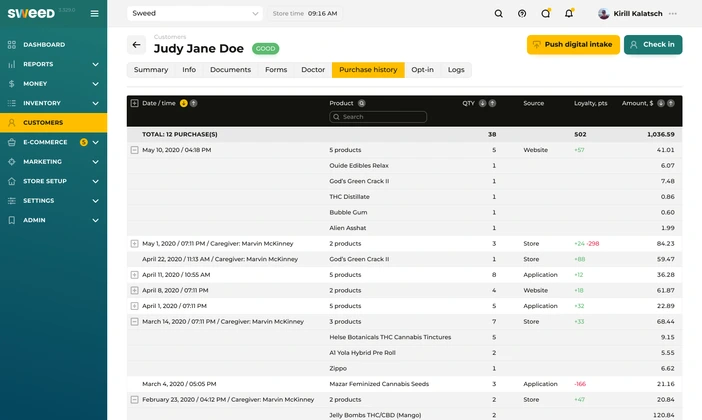 SWEED
Sweed
Store time 09:16 AM
Kirill Kalatsch
DASHBOARD
REPORTS
MONEY
INVENTORY
CUSTOMERS
E-COMMERCE 5
MARKETING
STORE SETUP
SETTINGS
ADMIN
Customers
Judy Jane Doe GOOD
Push digital intake
Check in
Summary Info Documents Forms Doctor Purchase history Opt-in Logs
Date / time Product QTY Source Loyalty, pts Amount, $
Search
TOTAL: 12 PURCHASE(S) 38 502 1,036.59
May 10, 2020 / 04:18 PM 5 products 5 Website +57 41.01
Ouide Edibles Relax 1 6.07
God's Green Crack II 1 7.48
THC Distillate 1 0.86
Bubble Gum 1 0.60
Alien Asshat 1 1.99
May 1, 2020 / 07:11 PM / Caregiver: Marvin McKinney 2 products 3 Store +24 -298 84.23
April 22, 2020 / 11:13 AM / Caregiver: Marvin McKinney God's Green Crack II 1 Store +88 59.47
April 11, 2020 / 10:55 AM 5 products 8 Application +12 36.28
April 8, 2020 / 07:11 PM 2 products 4 Website +18 61.87
April 1, 2020 / 07:11 PM 5 products 5 Application +32 22.89
March 14, 2020 / 07:11 PM / Caregiver: Marvin McKinney 3 products 7 Store +33 68.44
Helse Botanicals THC Cannabis Tinctures 5 9.15
A1 Yola Hybrid Pre Roll 2 5.55
Zippo 1 6.62
March 4, 2020 / 05:05 PM Mazar Feminized Cannabis Seeds 3 Application -166 21.16
February 23, 2020 / 04:12 PM / Caregiver: Marvin McKinney 2 products 2 Store +47 20.84
Jelly Bombs THC/CBD (Mango) 2 120.84